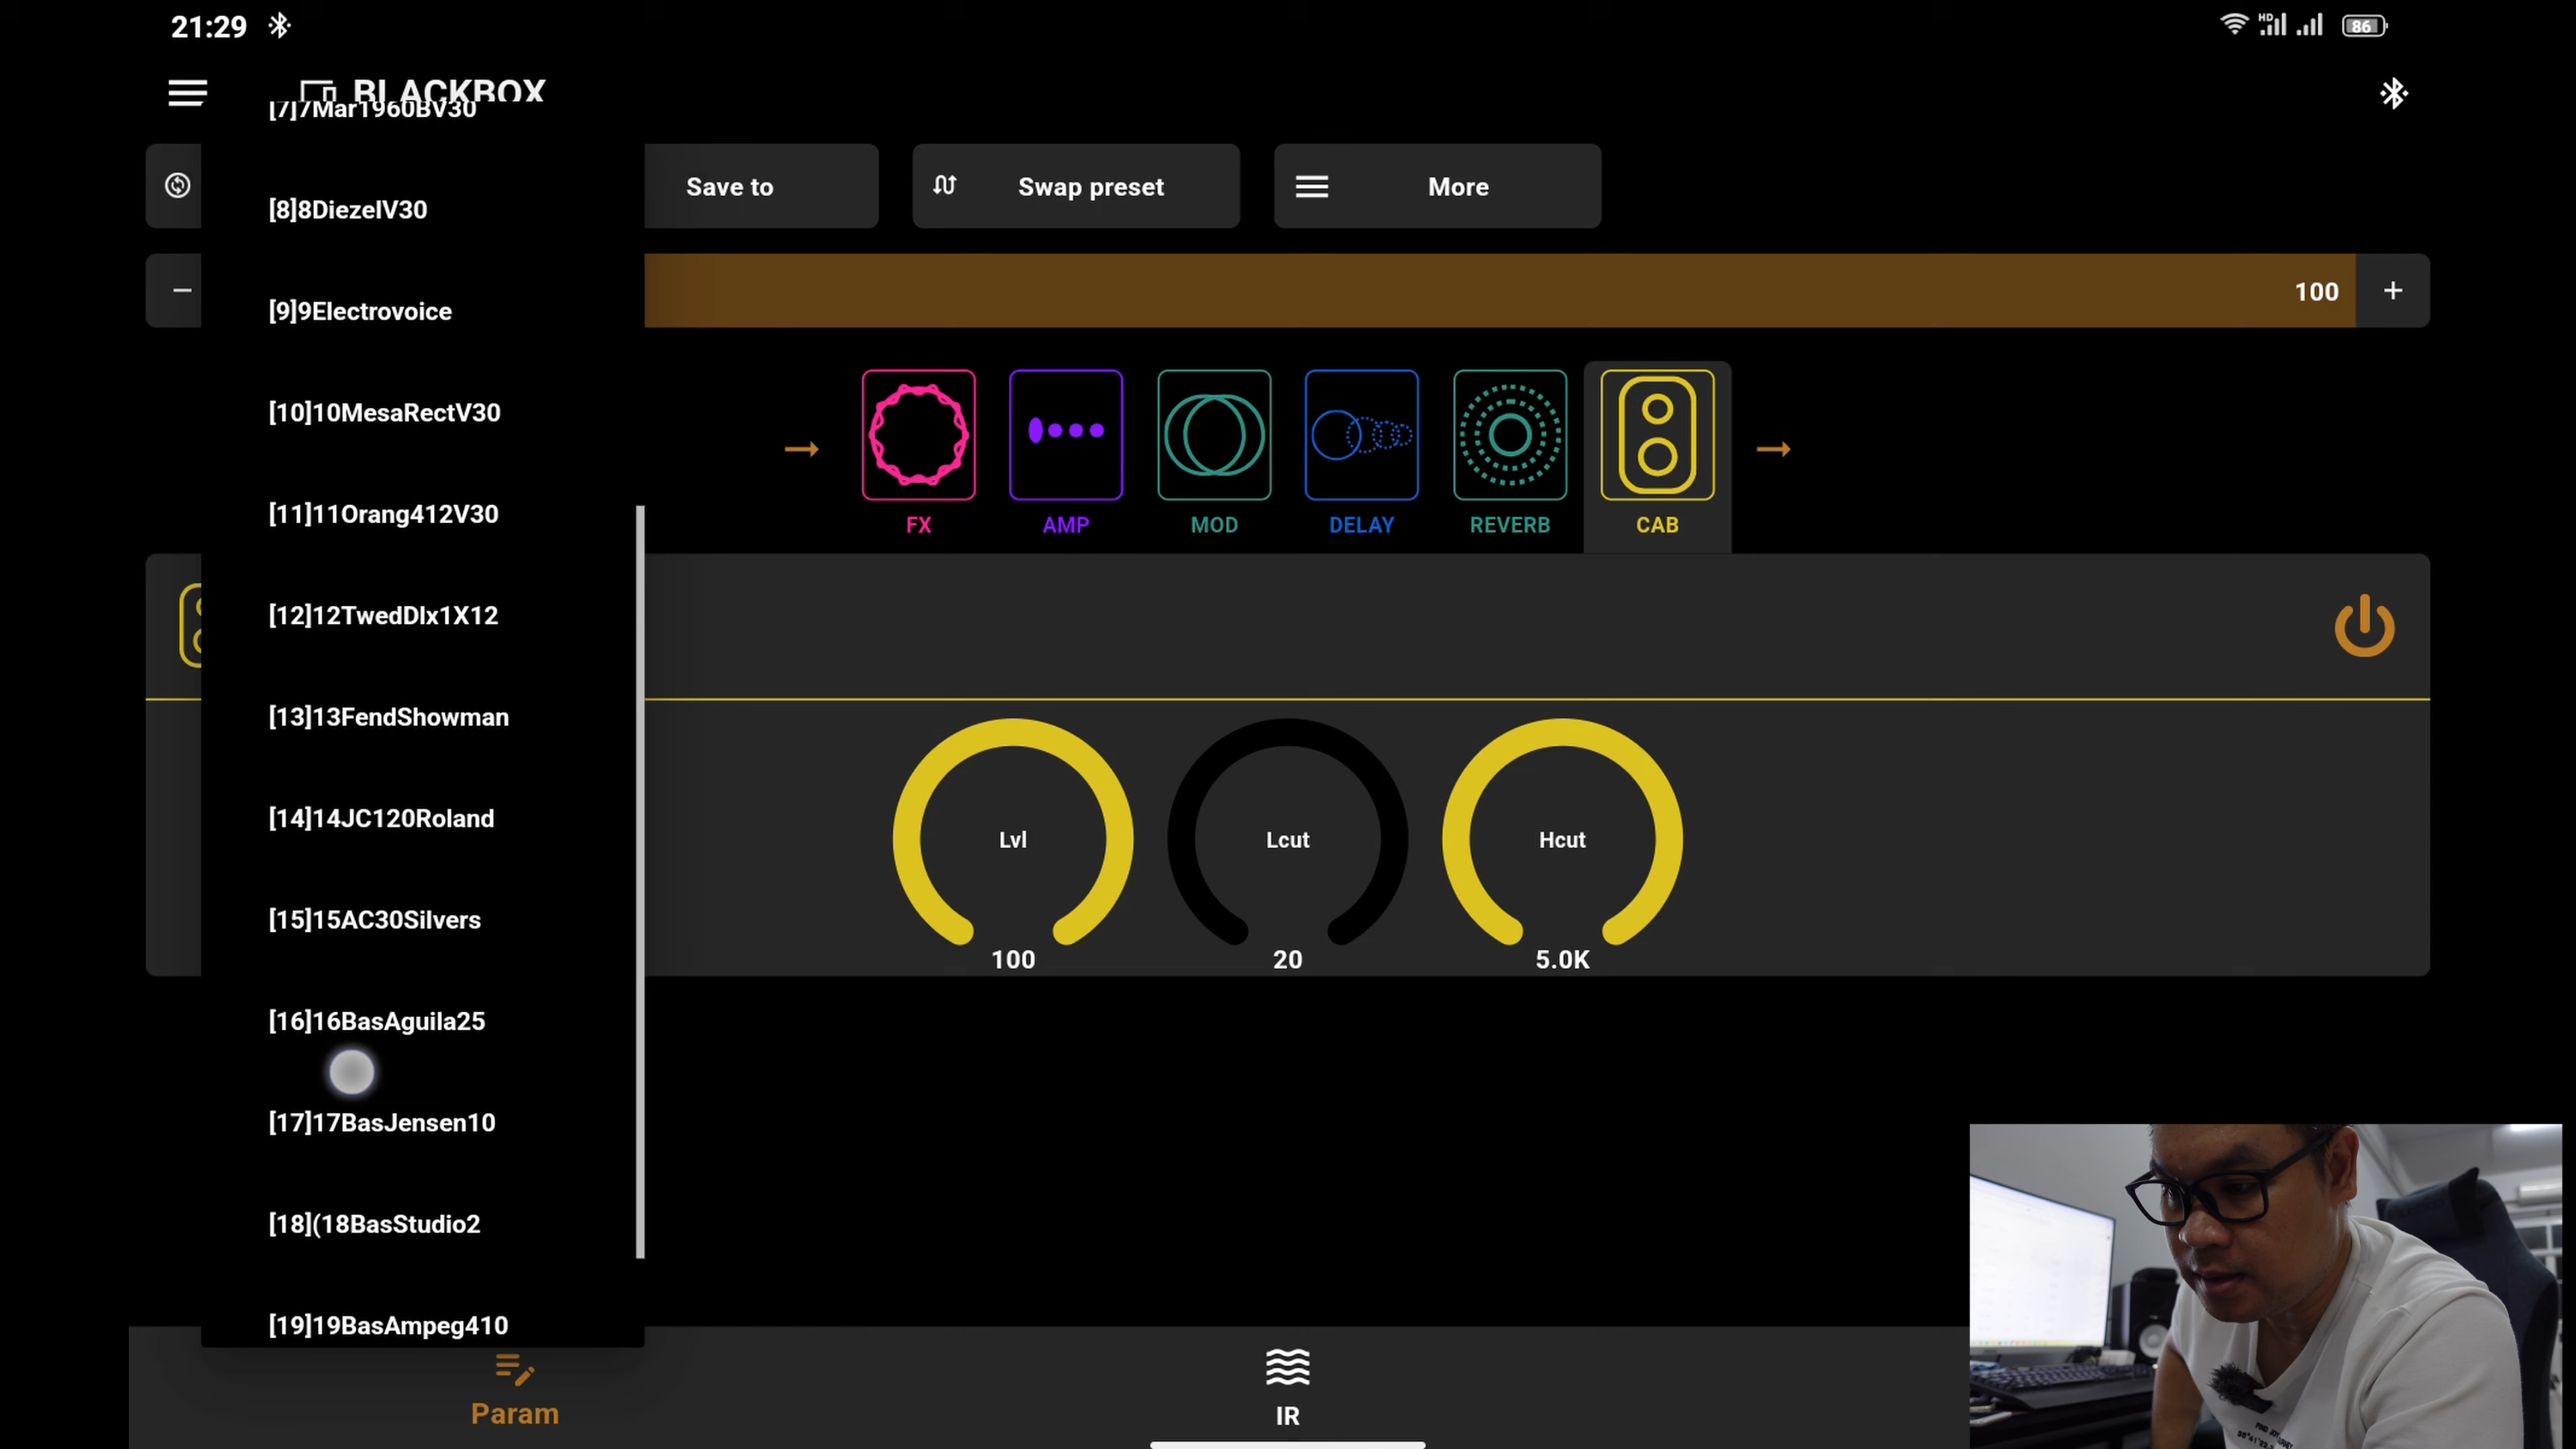 21:29
HD
86
BLACKBOX
[7]7Mar1960BV30
Save to
Swap preset
More
[8]8DiezelV30
100
[9]9Electrovoice
[10]10MesaRectV30
FX
AMP
MOD
DELAY
REVERB
CAB
[11]11Orang412V30
[12]12TwedDlx1X12
[13]13FendShowman
[14]14JC120Roland
Lvl
Lcut
Hcut
[15]15AC30Silvers
100
20
5.0K
[16]16BasAguila25
[17]17BasJensen10
[18](18BasStudio2
[19]19BasAmpeg410
Param
IR